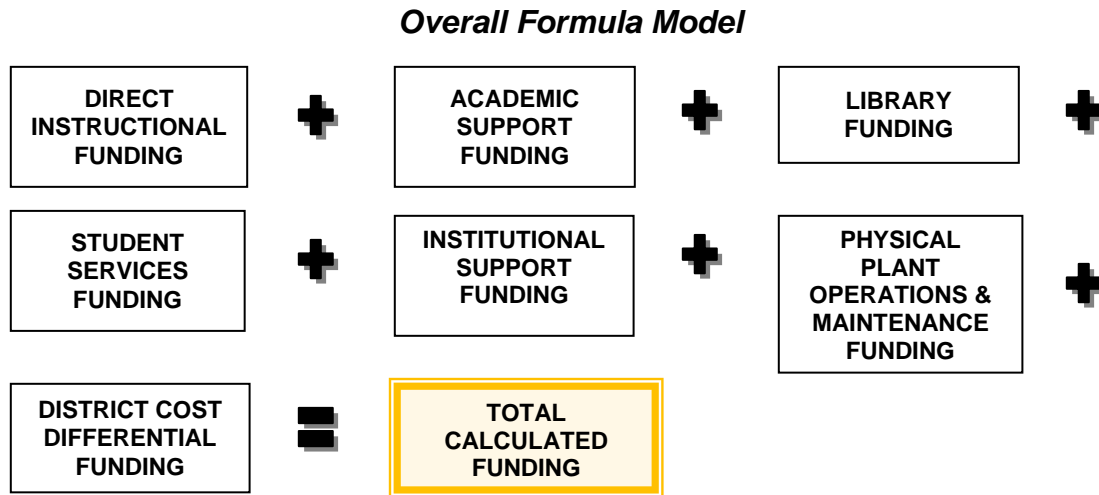 Overall Formula Model
DIRECT
INSTRUCTIONAL
FUNDING
ACADEMIC
SUPPORT
FUNDING
LIBRARY
FUNDING
STUDENT
SERVICES
FUNDING
INSTITUTIONAL
SUPPORT
FUNDING
PHYSICAL
PLANT
OPERATIONS &
MAINTENANCE
FUNDING
DISTRICT COST
DIFFERENTIAL
FUNDING
TOTAL
CALCULATED
FUNDING